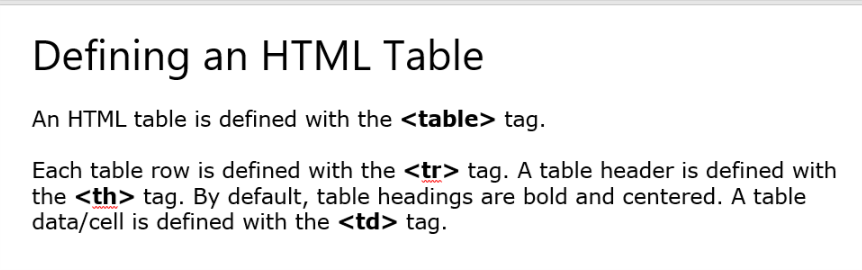 Defining an HTML Table
An HTML table is defined with the <table> tag.
Each table row is defined with the <tr> tag. A table header is defined with
the <th> tag. By default, table headings are bold and centered. A table
data/cell is defined with the <td> tag.